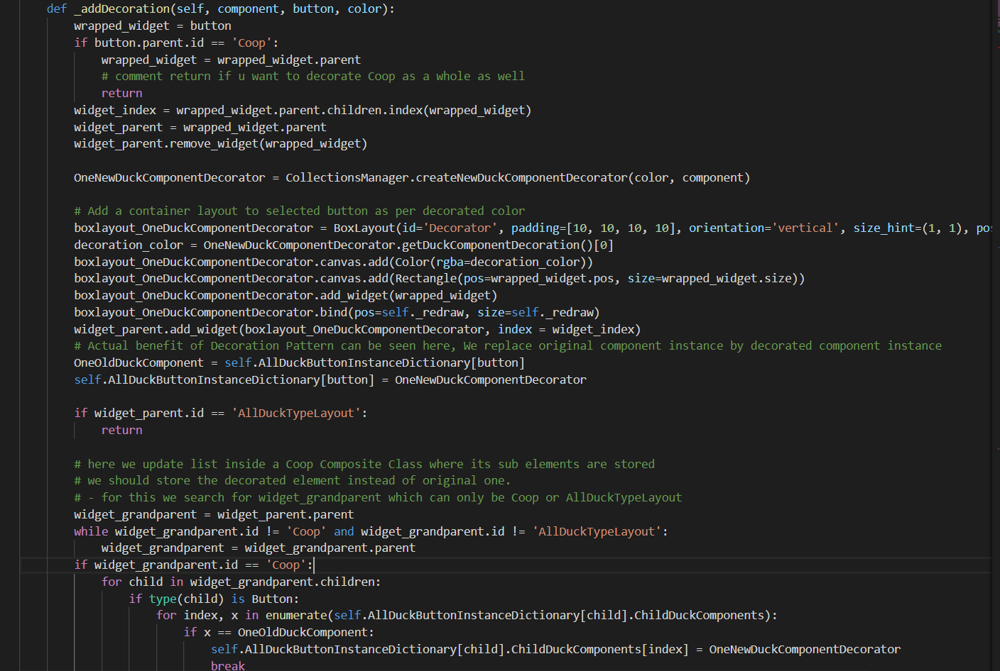 def _addDecoration(self, component, button, color):
wrapped_widget = button
if button.parent.id == 'Coop':
wrapped_widget = wrapped_widget.parent
# comment return if u want to decorate Coop as a whole as well
return
widget_index = wrapped_widget.parent.children.index(wrapped_widget)
widget_parent = wrapped_widget.parent
widget_parent.remove_widget(wrapped_widget)
OneNewDuckComponentDecorator = CollectionsManager.createNewDuckComponentDecorator(color, component)
# Add a container layout to selected button as per decorated color
boxlayout_OneDuckComponentDecorator = BoxLayout(id='Decorator', padding=[10, 10, 10, 10], orientation='vertical', size_hint=(1, 1), pos
decoration_color = OneNewDuckComponentDecorator.getDuckComponentDecoration()[0]
boxlayout_OneDuckComponentDecorator.canvas.add(Color(rgba=decoration_color))
boxlayout_OneDuckComponentDecorator.canvas.add(Rectangle(pos=wrapped_widget.pos, size=wrapped_widget.size))
boxlayout_OneDuckComponentDecorator.add_widget(wrapped_widget)
boxlayout_OneDuckComponentDecorator.bind(pos=self._redraw, size=self._redraw)
widget_parent.add_widget(boxlayout_OneDuckComponentDecorator, index = widget_index)
# Actual benefit of Decoration Pattern can be seen here, We replace original component instance by decorated component instance
OneOldDuckComponent = self.AllDuckButtonInstanceDictionary[button]
self.AllDuckButtonInstanceDictionary[button] = OneNewDuckComponentDecorator
if widget_parent.id == 'AllDuckTypeLayout':
return
# here we update list inside a Coop Composite Class where its sub elements are stored
# we should store the decorated element instead of original one.
# - for this we search for widget_grandparent which can only be Coop or AllDuckTypeLayout
widget_grandparent = widget_parent.parent
while widget_grandparent.id != 'Coop' and widget_grandparent.id != 'AllDuckTypeLayout':
widget_grandparent = widget_grandparent.parent
if widget_grandparent.id == 'Coop':
for child in widget_grandparent.children:
if type(child) is Button:
for index, x in enumerate(self.AllDuckButtonInstanceDictionary[child].ChildDuckComponents):
if x == OneOldDuckComponent:
self.AllDuckButtonInstanceDictionary[child].ChildDuckComponents[index] = OneNewDuckComponentDecorator
break